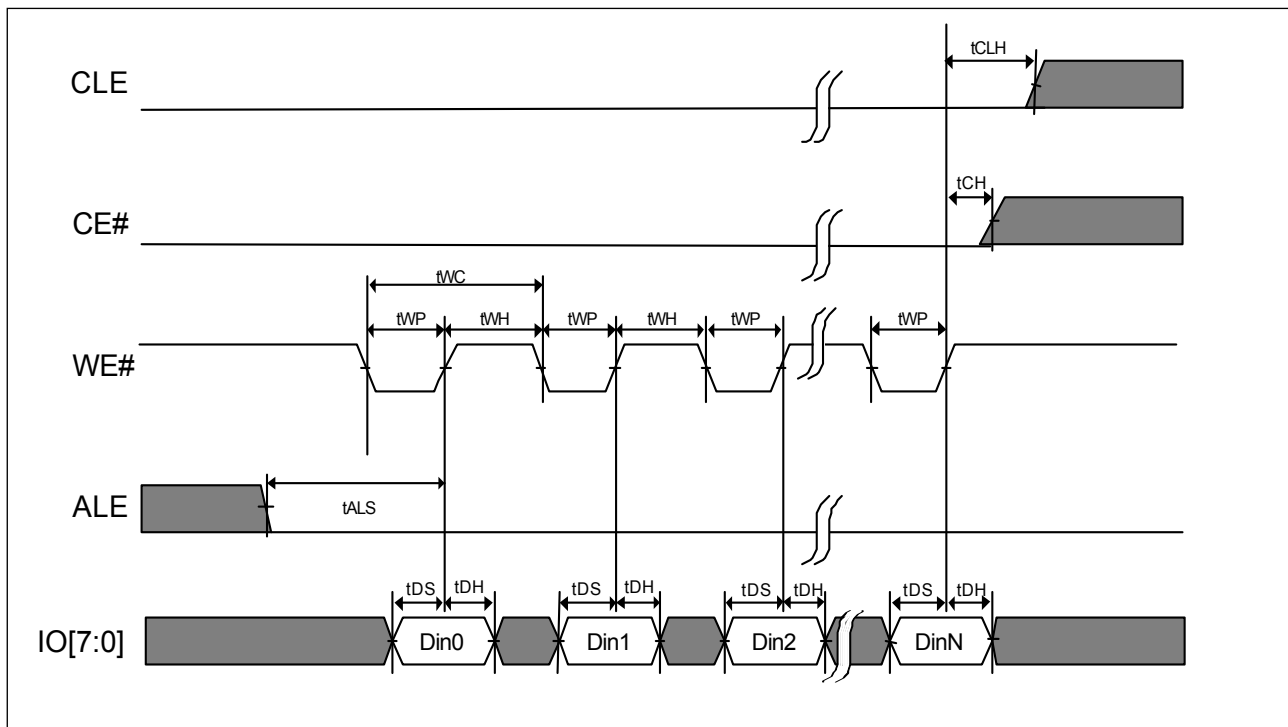 CLE
tCLH
CE#
tCH
tWC
tWP tWH tWP tWH tWP tWP
WE#
ALE
tALS
tDS tDH tDS tDH tDS tDH tDS tDH
IO[7:0]
Din0 Din1 Din2 DinN